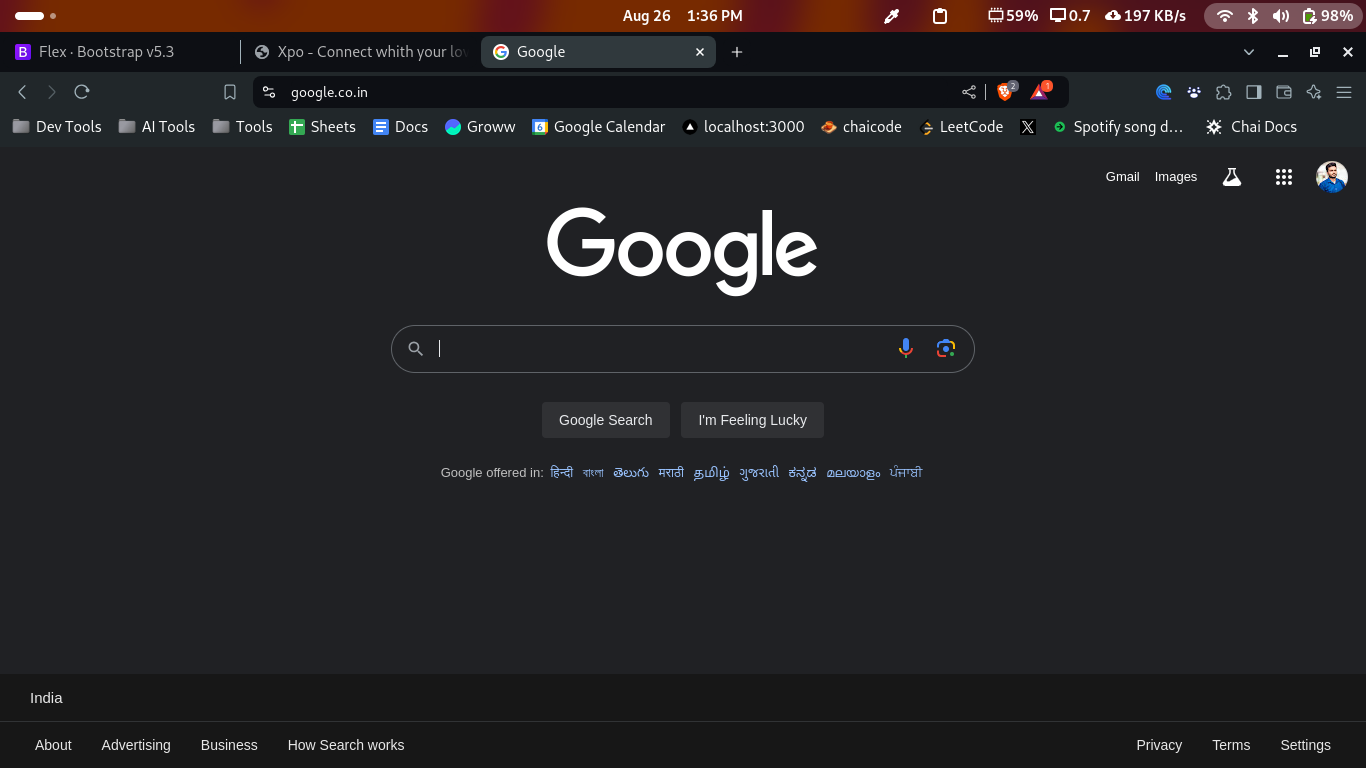 Aug 26 1:36 PM 59% 0.7 197 KB/s 98%
B Flex · Bootstrap v5.3 Xpo - Connect whith your lov Google
google.co.in 2 1
Dev Tools AI Tools Tools Sheets Docs Groww 6 Google Calendar localhost:3000 chaicode LeetCode X Spotify song d... Chai Docs
Gmail Images
Google
Google Search I'm Feeling Lucky
Google offered in: हिन्दी বাংলা తెలుగు मराठी தமிழ் ગુજરાતી ಕನ್ನಡ മലയാളം ਪੰਜਾਬੀ
India
About Advertising Business How Search works Privacy Terms Settings